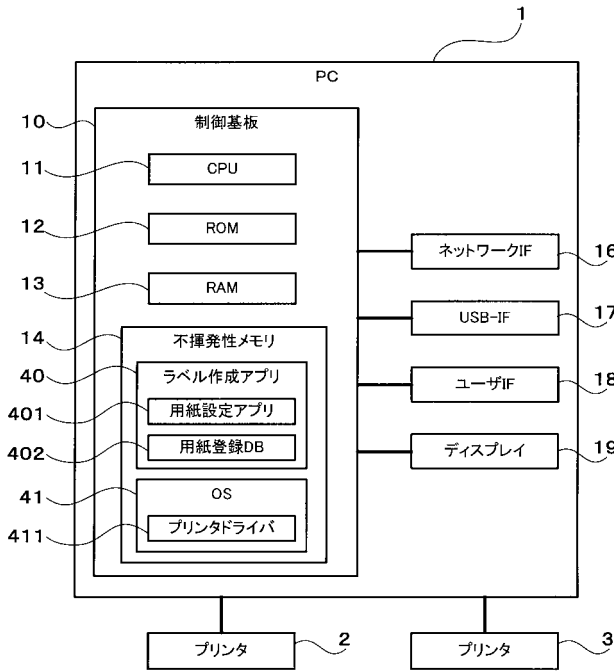 1
PC
10
制御基板
11
CPU
12
ROM
13
RAM
14
不揮発性メモリ
40
ラベル作成アプリ
401
用紙設定アプリ
402
用紙登録DB
41
OS
411
プリンタドライバ
ネットワークIF
16
USB-IF
17
ユーザIF
18
ディスプレイ
19
プリンタ
2
プリンタ
3